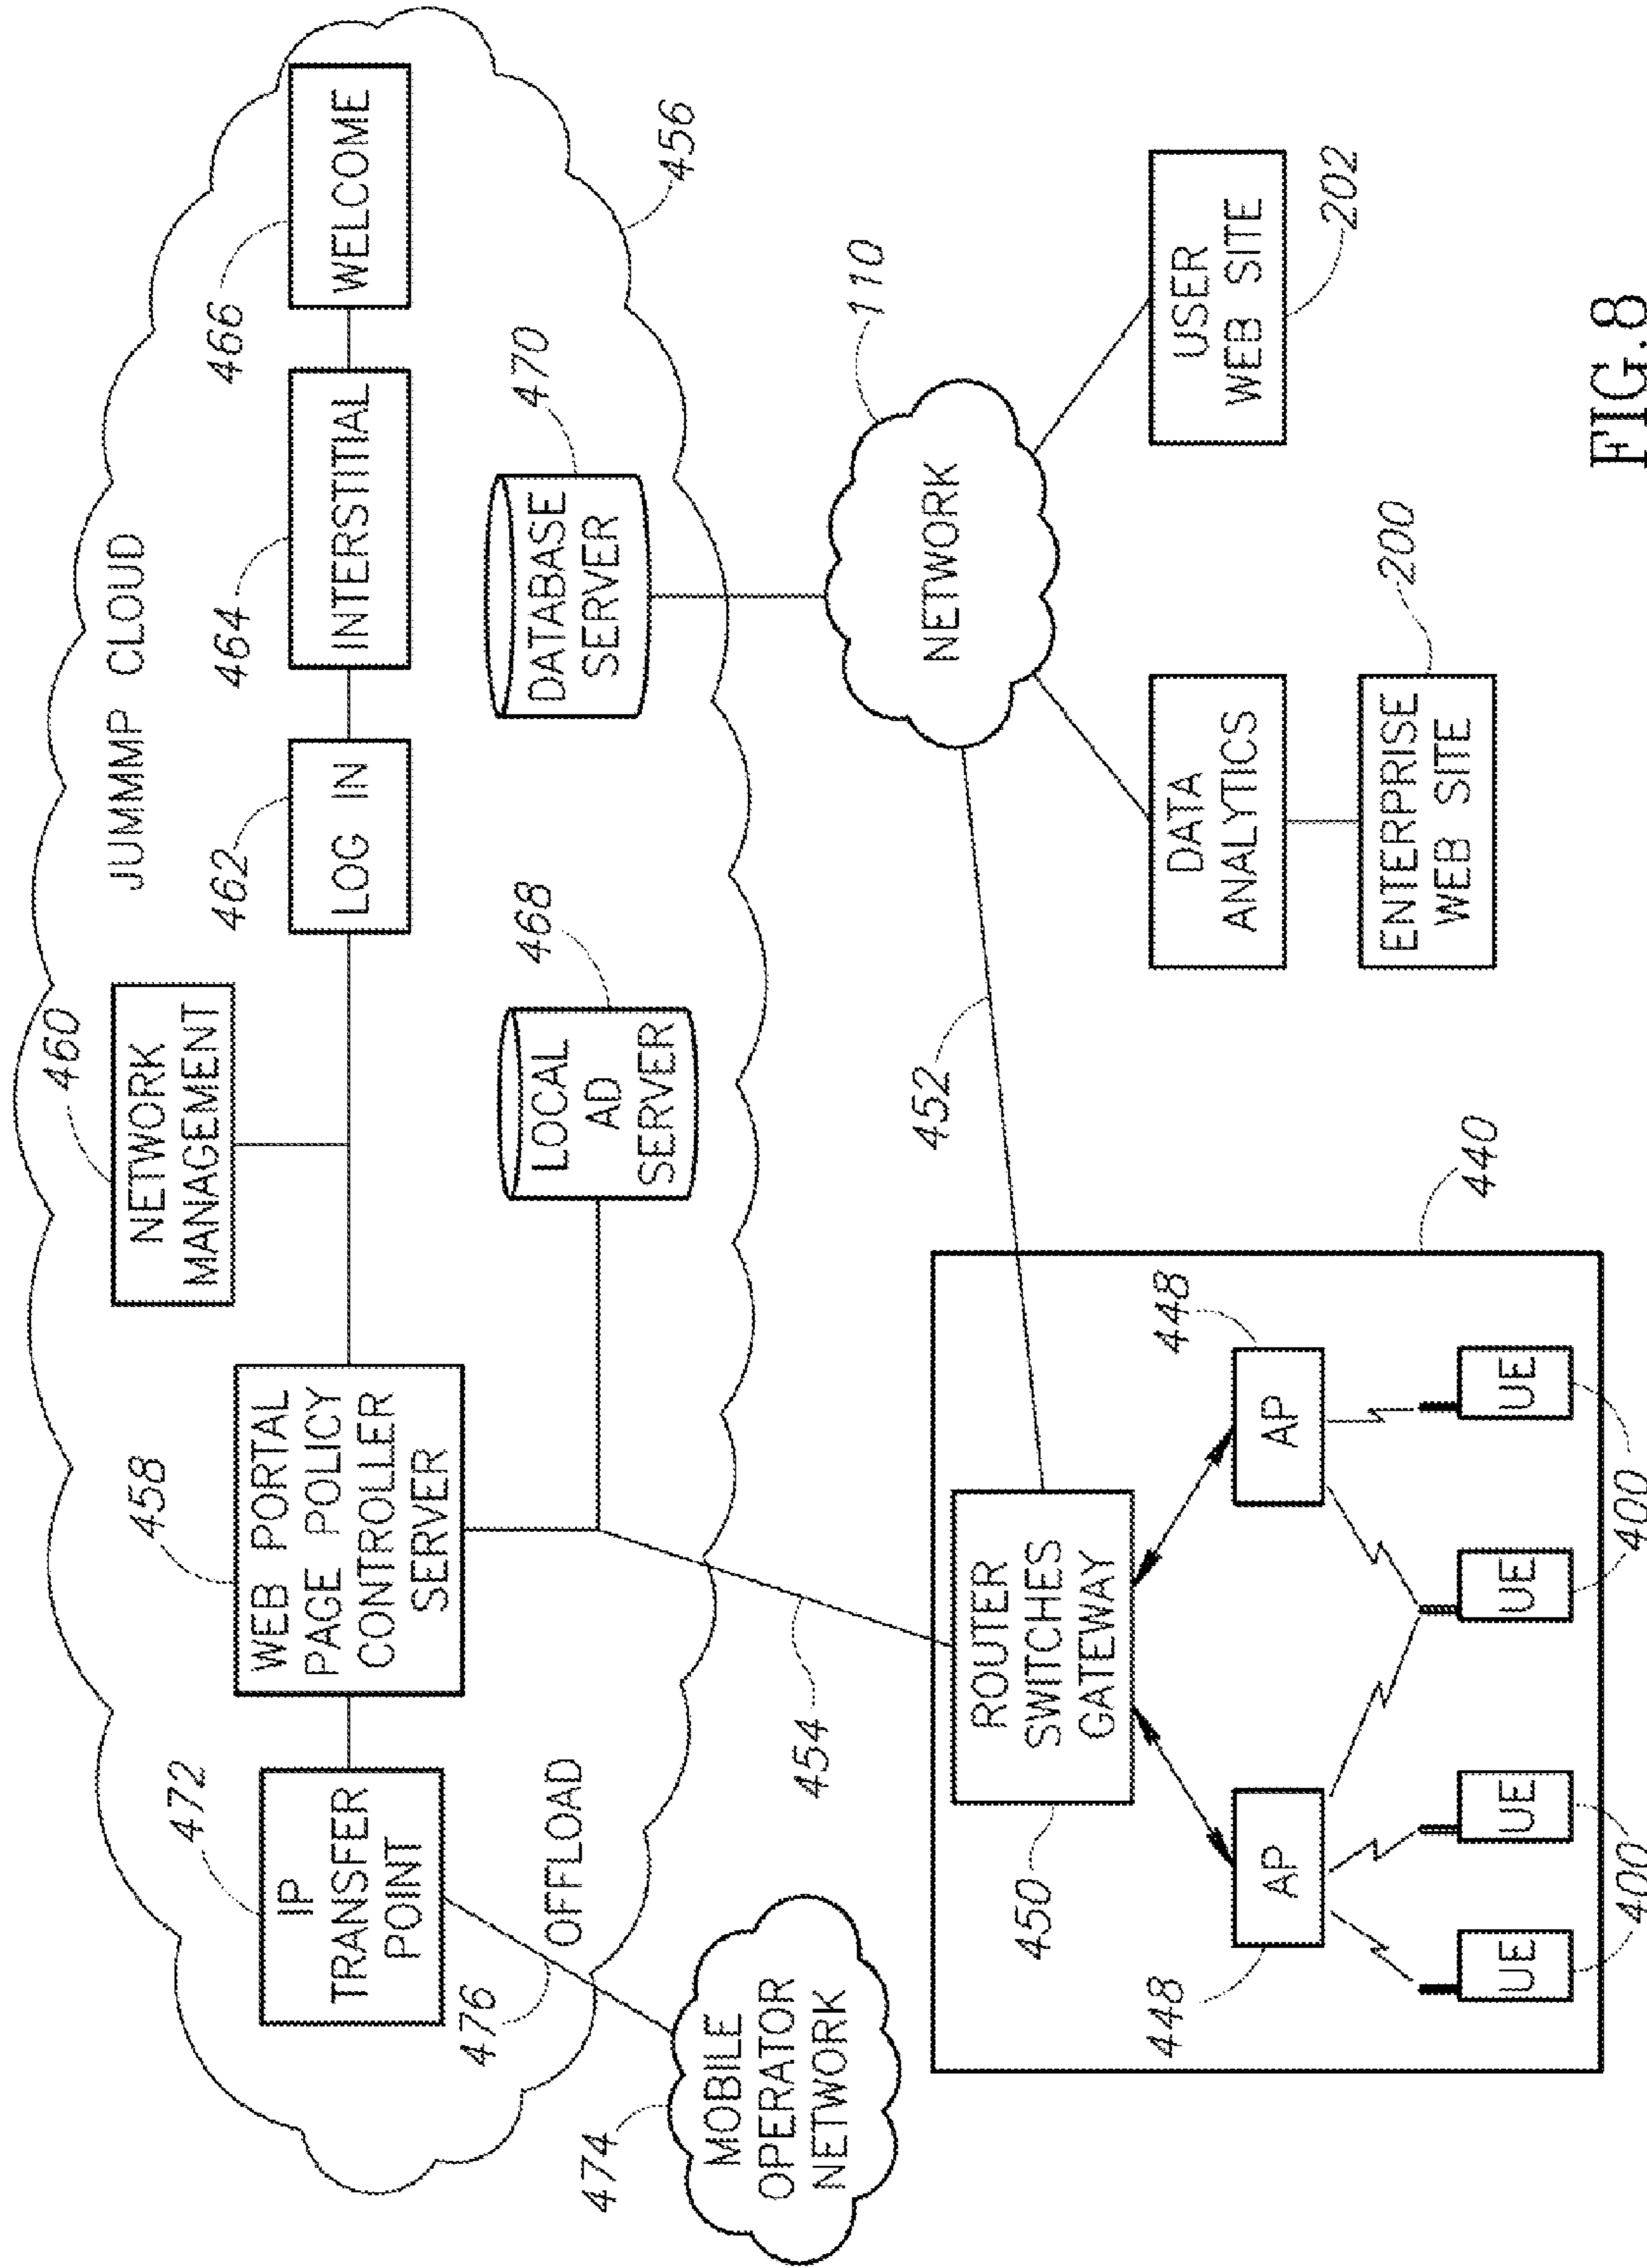 JUMMMP CLOUD
472
IP
TRANSFER
POINT
458
WEB PORTAL
PAGE POLICY
CONTROLLER
SERVER
460
NETWORK
MANAGEMENT
462
LOG IN
464
INTERSTITIAL
466
WELCOME
468
LOCAL
AD
SERVER
470
DATABASE
SERVER
456
476
OFFLOAD
474
MOBILE
OPERATOR
NETWORK
454
452
NETWORK
110
440
ROUTER
SWITCHES
GATEWAY
450
448
AP
448
AP
UE
UE
UE
UE
400
400
DATA
ANALYTICS
ENTERPRISE
WEB SITE
200
USER
WEB SITE
202
FIG.8